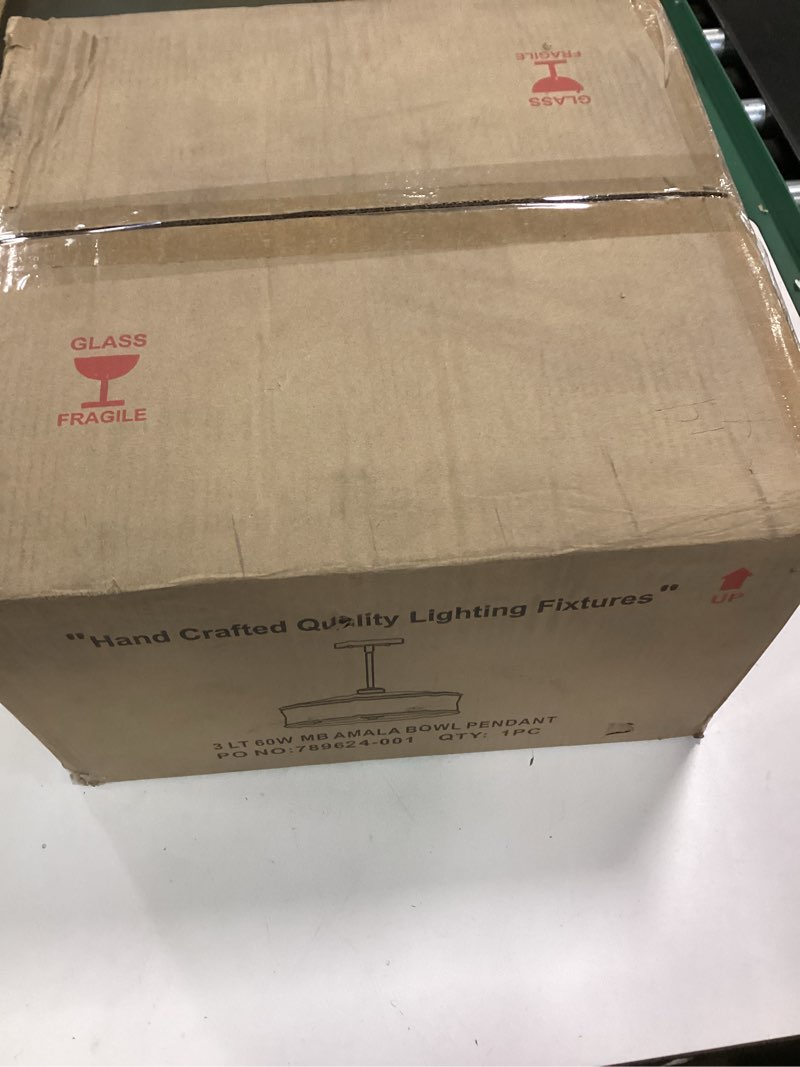 FRAGILE
GLASS
GLASS
FRAGILE
"Hand Crafted Quality Lighting Fixtures"
UP
3 LT 60W MB AMALA BOWL PENDANT
PO NO:789624-001 QTY: 1PC